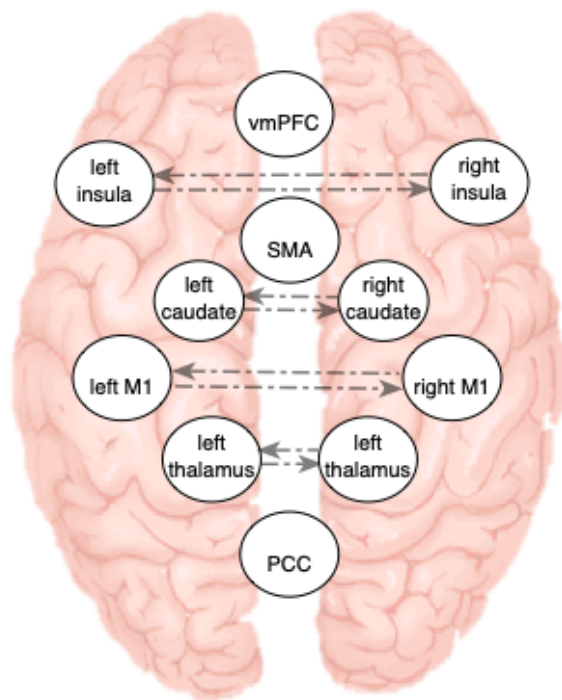 vmPFC
left
insula
right
insula
SMA
left
caudate
right
caudate
left M1
right M1
left
thalamus
left
thalamus
PCC